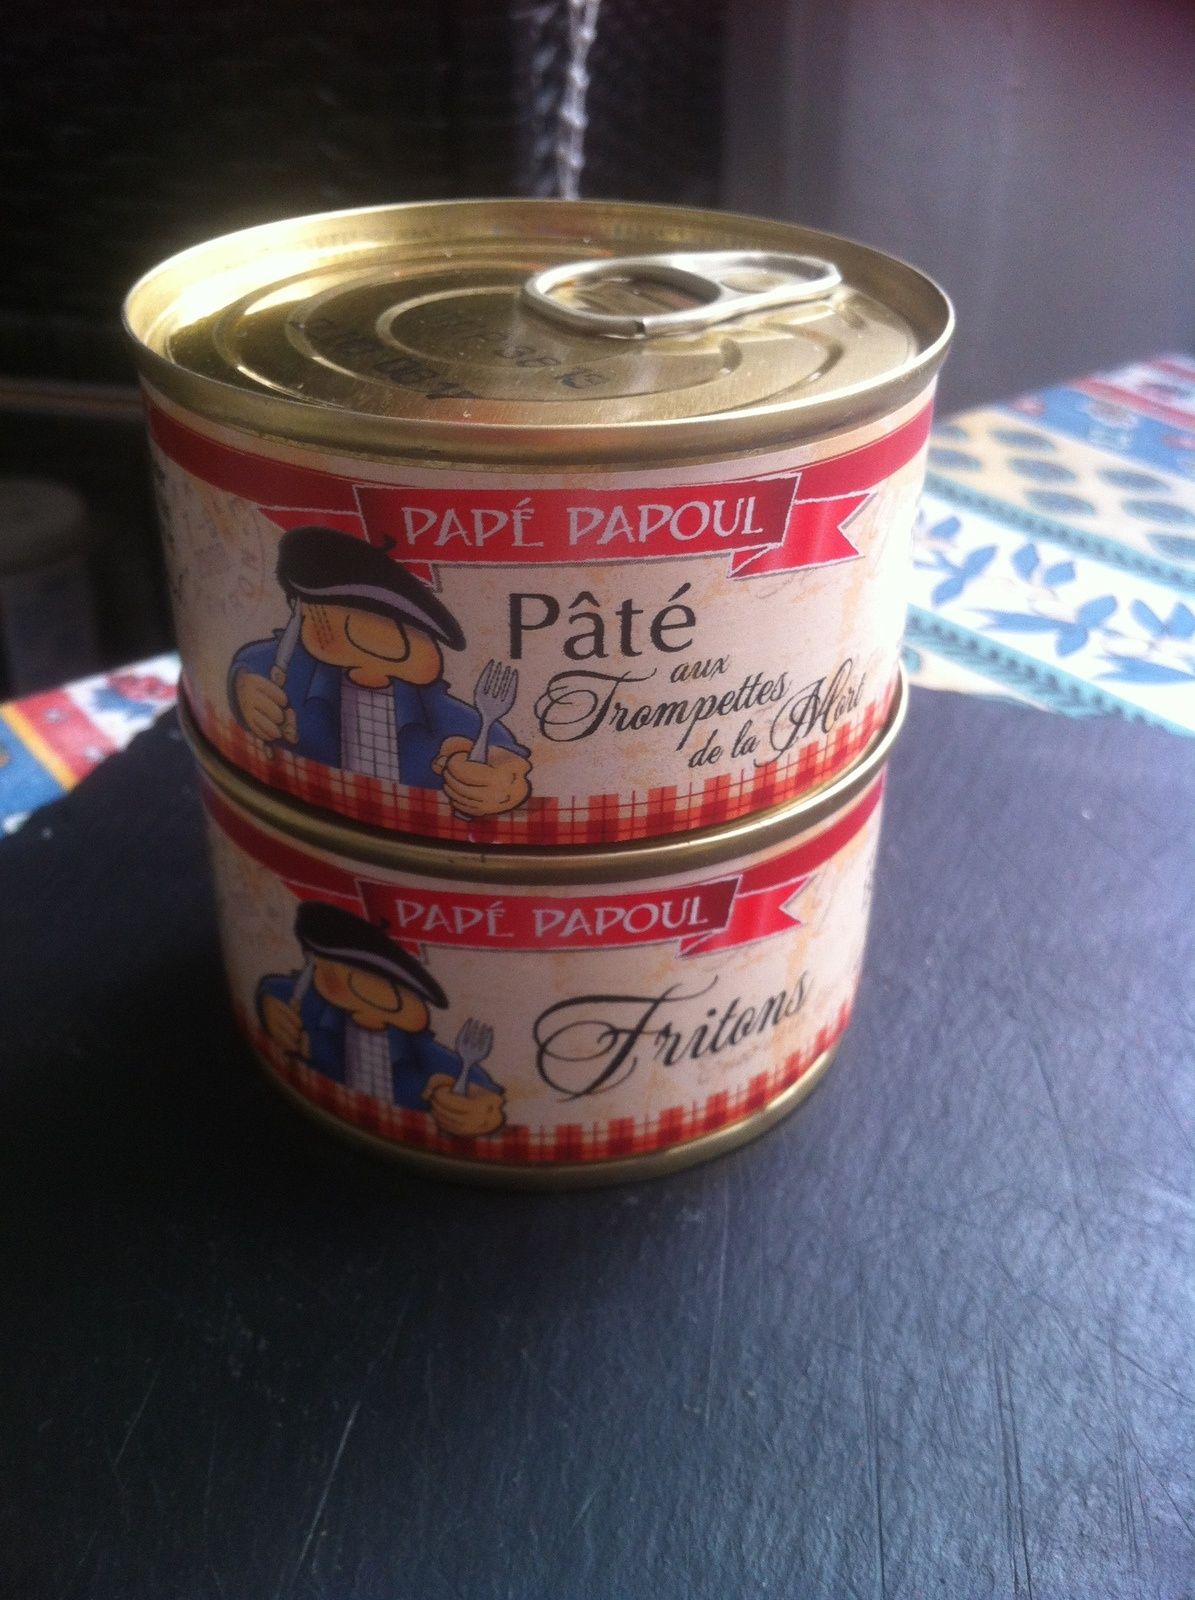 PAPÉ PAPOUL
Pâté
aux
Trompettes
de la Mort
PAPÉ PAPOUL
Fritons